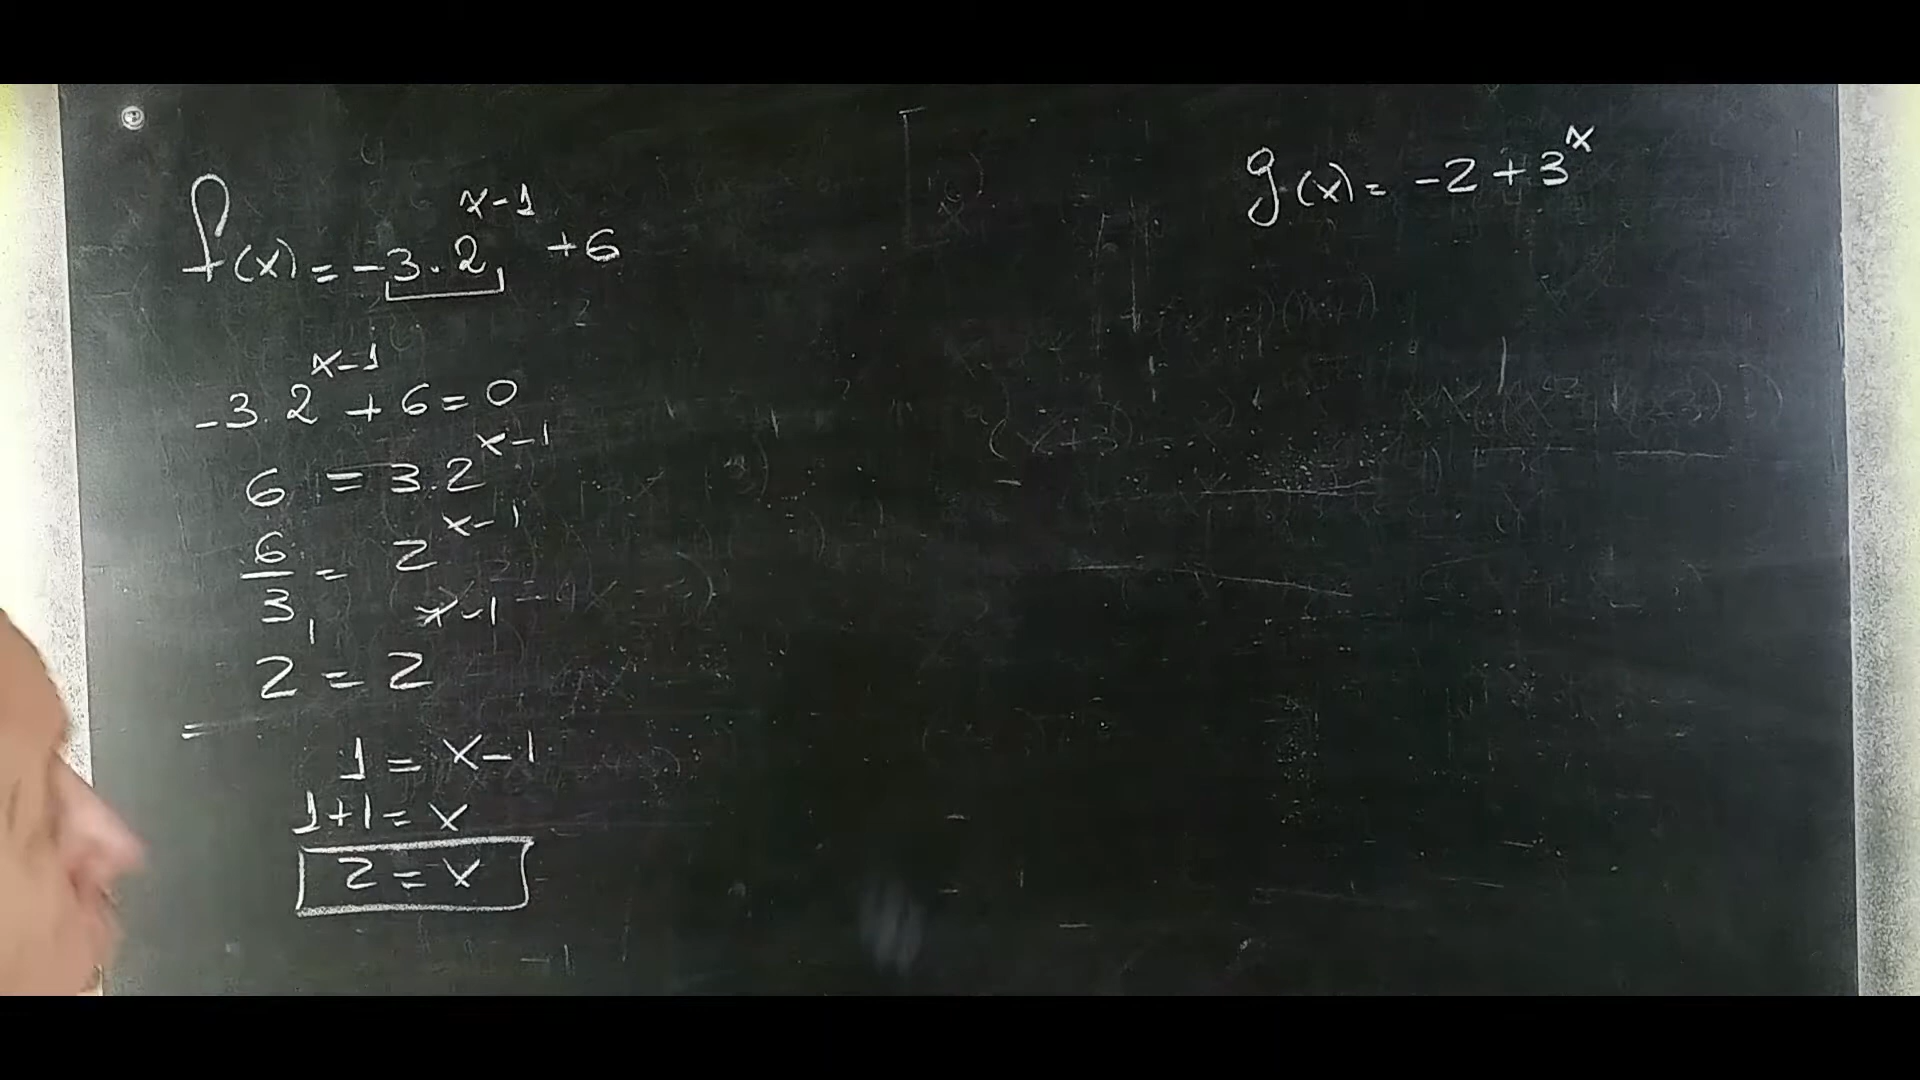 f(x) = -3.2^{x-1} +6
-3.2^{x-1} + 6 = 0
6 = 3.2^{x-1}
6/3 = 2^{x-1}
2^1 = 2^{x-1}
1 = x-1
1+1 = x
2 = x
g(x) = -2+3^x